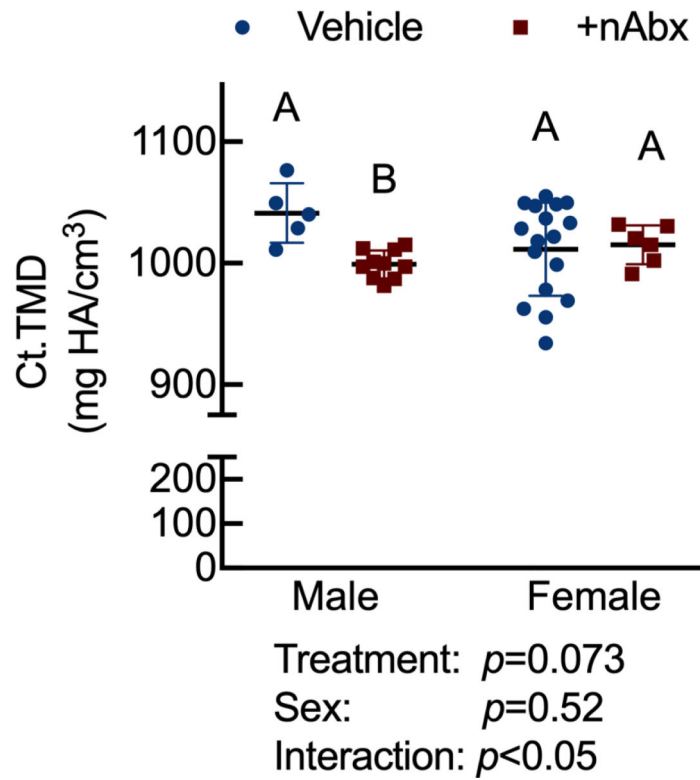 Vehicle +nAbx
A
A A
B
1100
1000
900
200
100
0
Ct.TMD
(mg HA/cm³)
Male Female
Treatment: p=0.073
Sex: p=0.52
Interaction: p<0.05